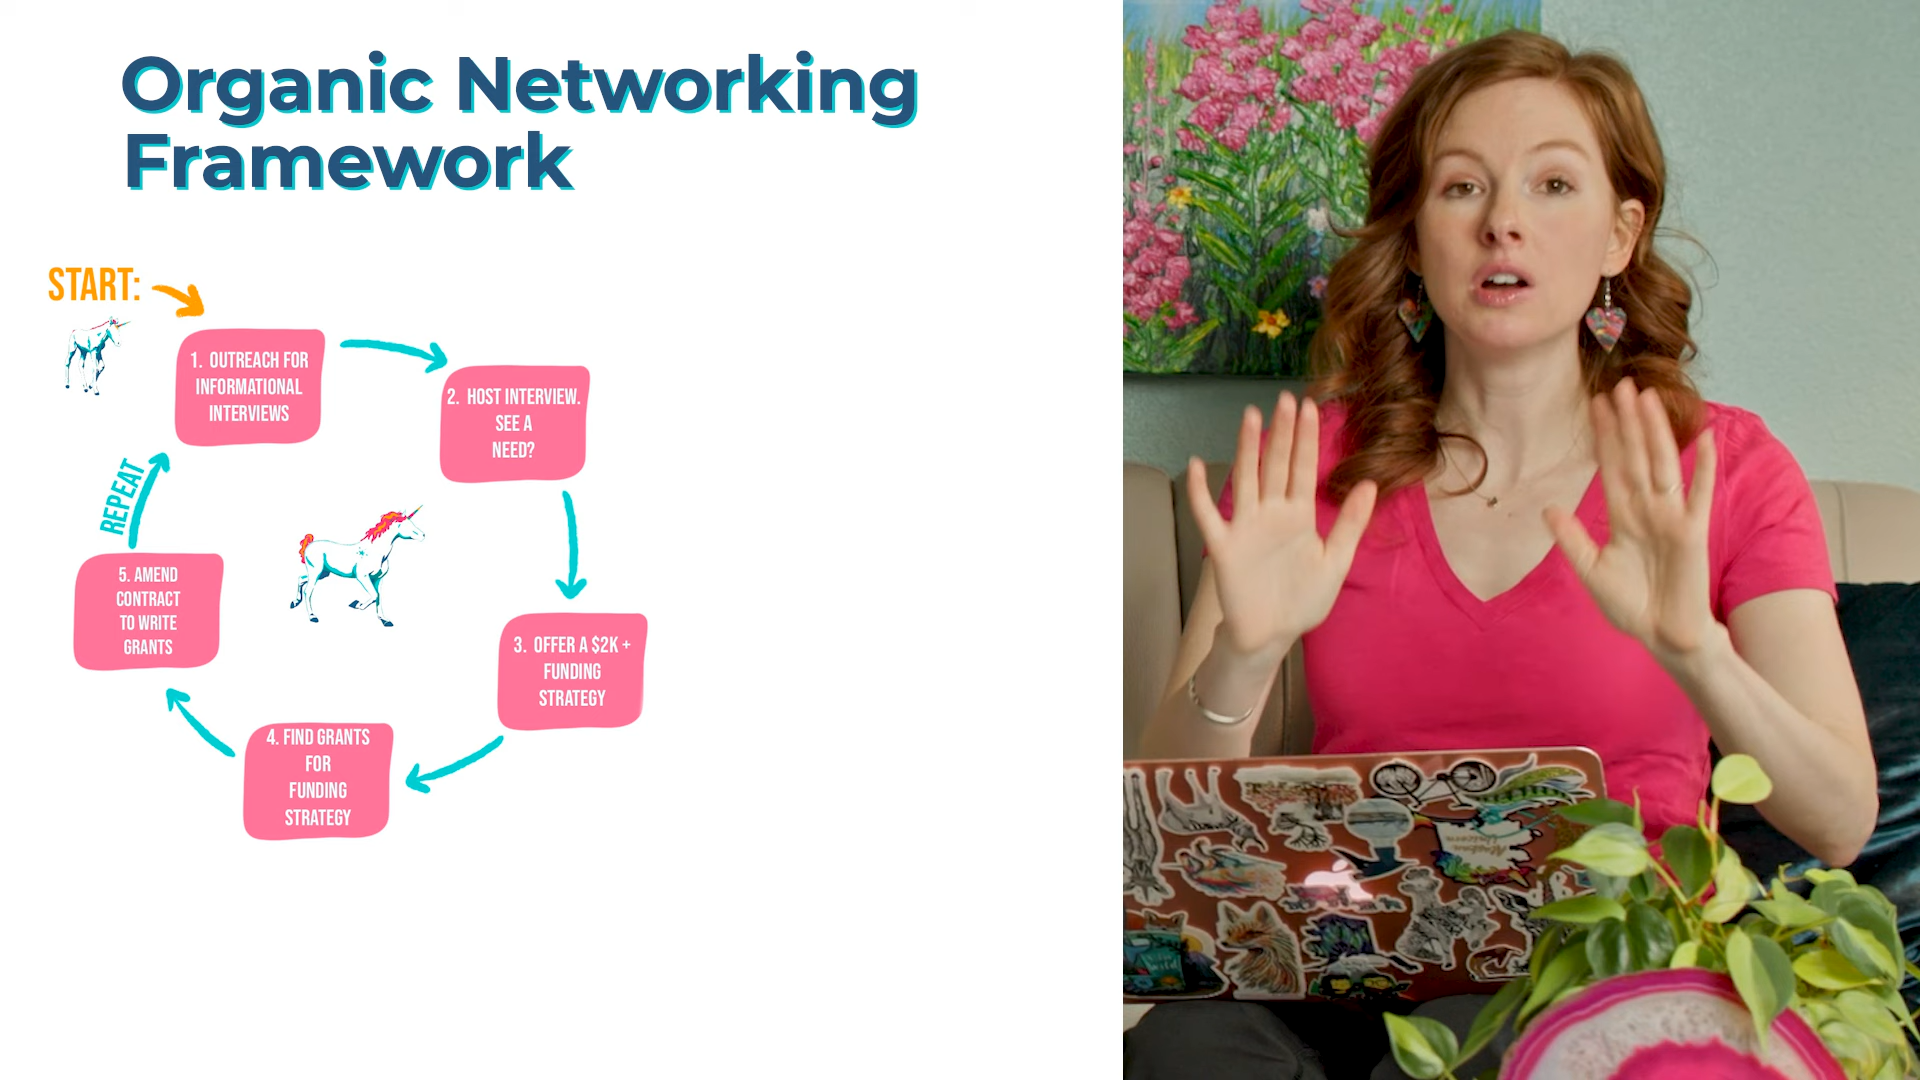 Organic Networking
Framework
START:
1. OUTREACH FOR
INFORMATIONAL
INTERVIEWS
2. HOST INTERVIEW.
SEE A
NEED?
3. OFFER A $2K +
FUNDING
STRATEGY
4. FIND GRANTS
FOR
FUNDING
STRATEGY
5. AMEND
CONTRACT
TO WRITE
GRANTS
REPEAT